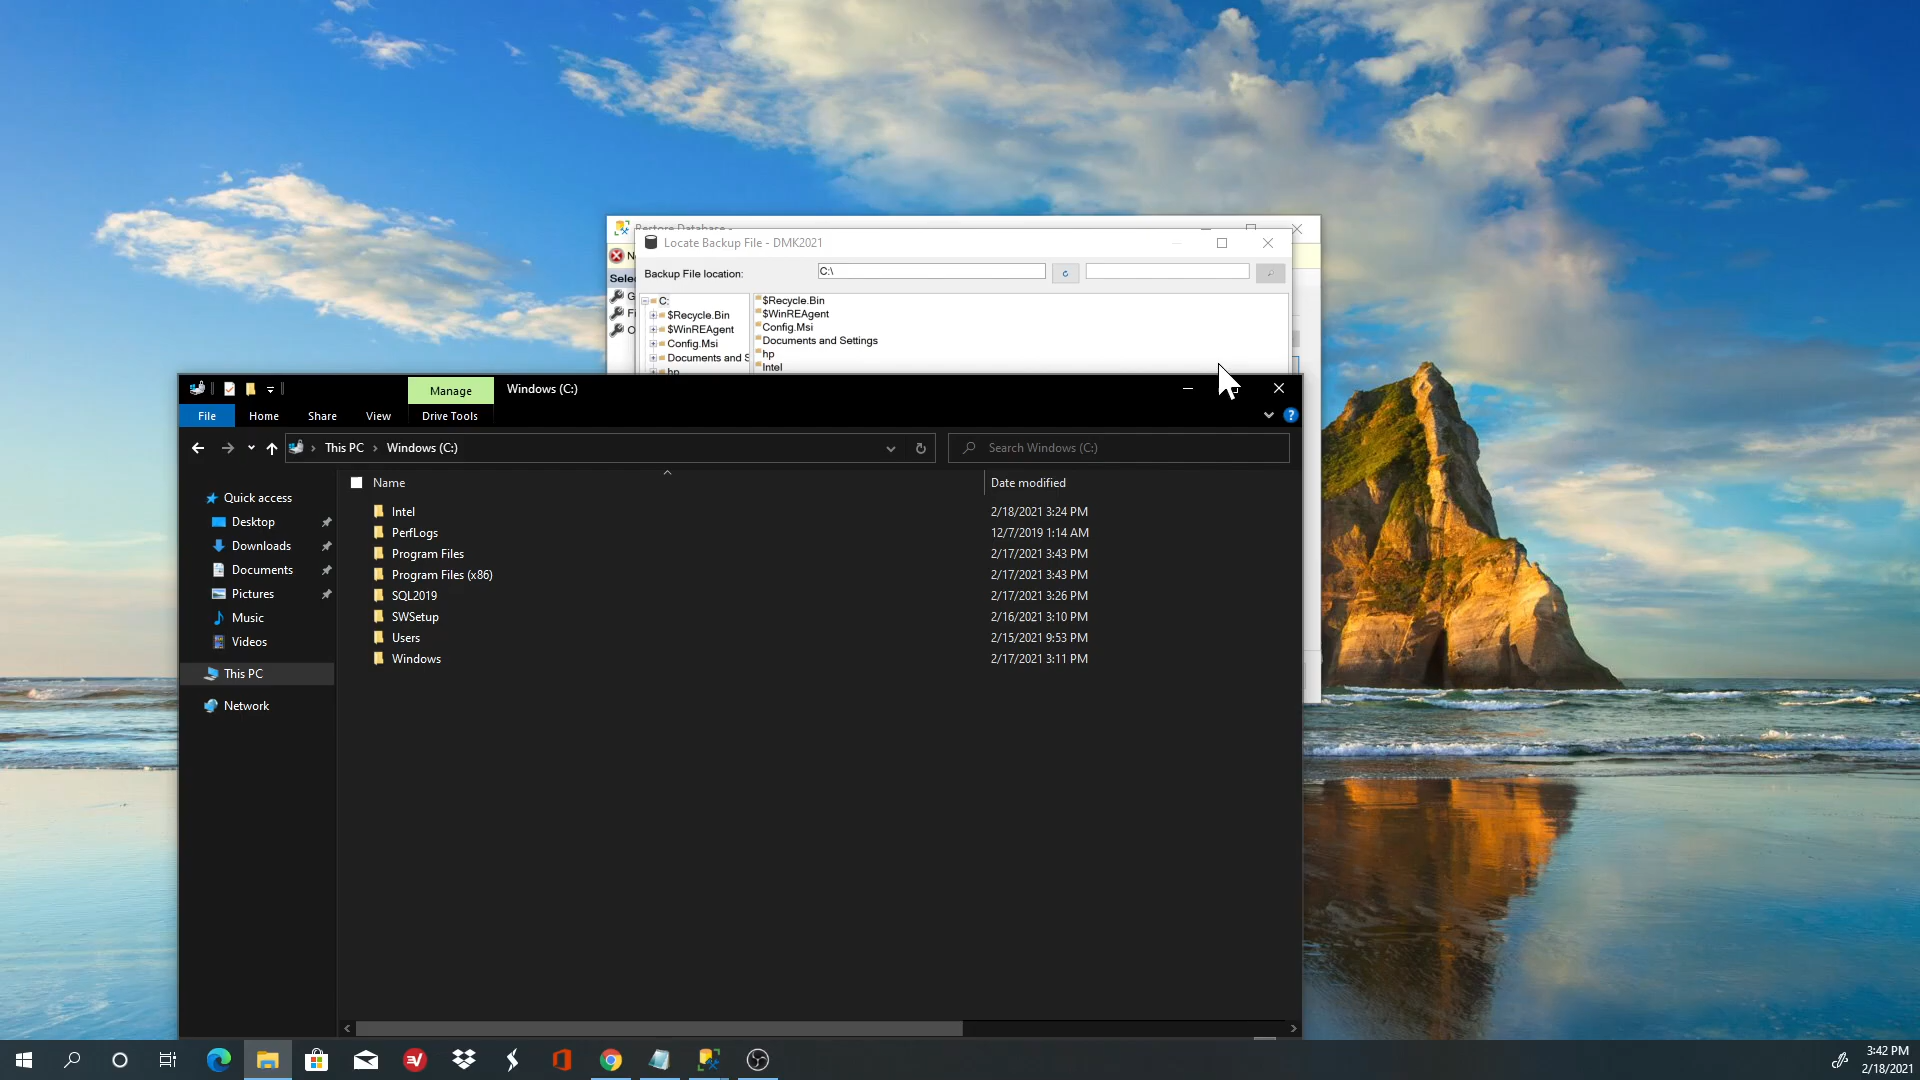 Restore Database -
Locate Backup File - DMK2021
Backup File location:
C:\
Sele
C:
$Recycle.Bin
$WinREAgent
Config.Msi
Documents and S
hp
$Recycle.Bin
$WinREAgent
Config.Msi
Documents and Settings
hp
Intel
Manage
Windows (C:)
File
Home
Share
View
Drive Tools
This PC
Windows (C:)
Search Windows (C:)
Name
Date modified
Quick access
Desktop
Downloads
Documents
Pictures
Music
Videos
This PC
Network
Intel 2/18/2021 3:24 PM
PerfLogs 12/7/2019 1:14 AM
Program Files 2/17/2021 3:43 PM
Program Files (x86) 2/17/2021 3:43 PM
SQL2019 2/17/2021 3:26 PM
SWSetup 2/16/2021 3:10 PM
Users 2/15/2021 9:53 PM
Windows 2/17/2021 3:11 PM
3:42 PM
2/18/2021